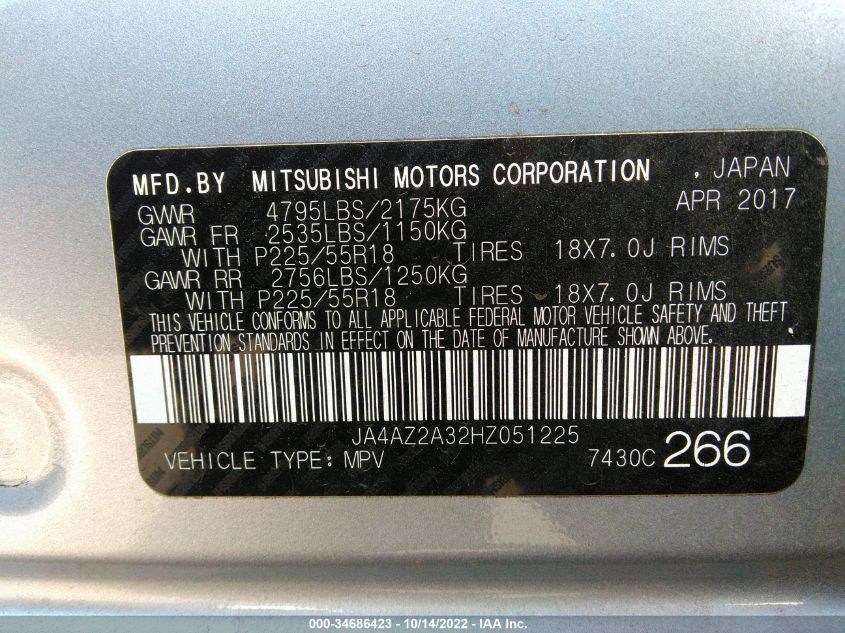 MFD.BY MITSUBISHI MOTORS CORPORATION , JAPAN
GVWR 4795LBS/2175KG APR 2017
GAWR FR 2535LBS/1150KG
WITH P225/55R18 TIRES 18X7.0J RIMS
GAWR RR 2756LBS/1250KG
WITH P225/55R18 TIRES 18X7.0J RIMS
THIS VEHICLE CONFORMS TO ALL APPLICABLE FEDERAL MOTOR VEHICLE SAFETY AND THEFT
PREVENTION STANDARDS IN EFFECT ON THE DATE OF MANUFACTURE SHOWN ABOVE.
JA4AZ2A32HZ051225
VEHICLE TYPE: MPV 7430C 266
000-34686423 - 10/14/2022 - IAA Inc.